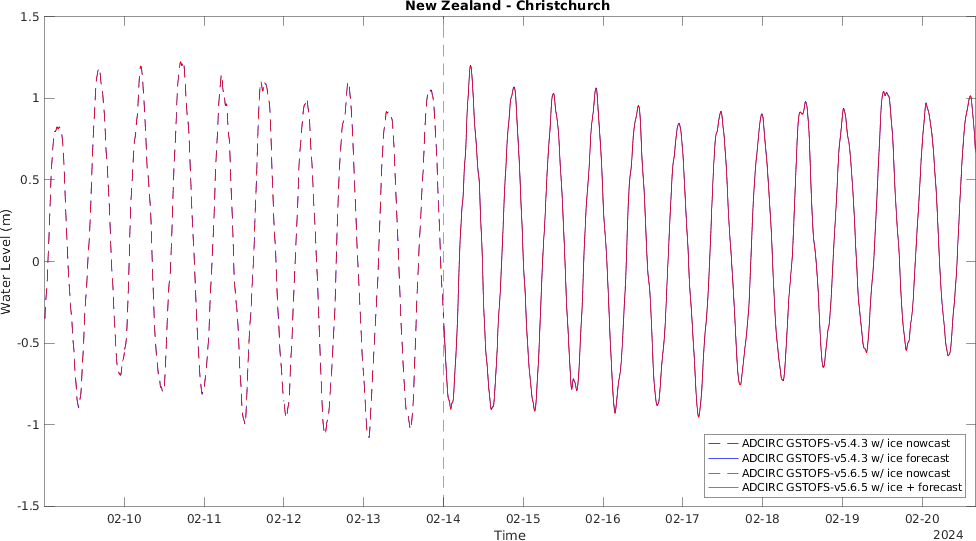 New Zealand - Christchurch
Water Level (m)
1.5
1
0.5
0
-0.5
-1
-1.5
02-10
02-11
02-12
02-13
02-14
02-15
02-16
02-17
02-18
02-19
02-20
Time
2024
ADCIRC GSTOFS-v5.4.3 w/ ice nowcast
ADCIRC GSTOFS-v5.4.3 w/ ice forecast
ADCIRC GSTOFS-v5.6.5 w/ ice nowcast
ADCIRC GSTOFS-v5.6.5 w/ ice + forecast